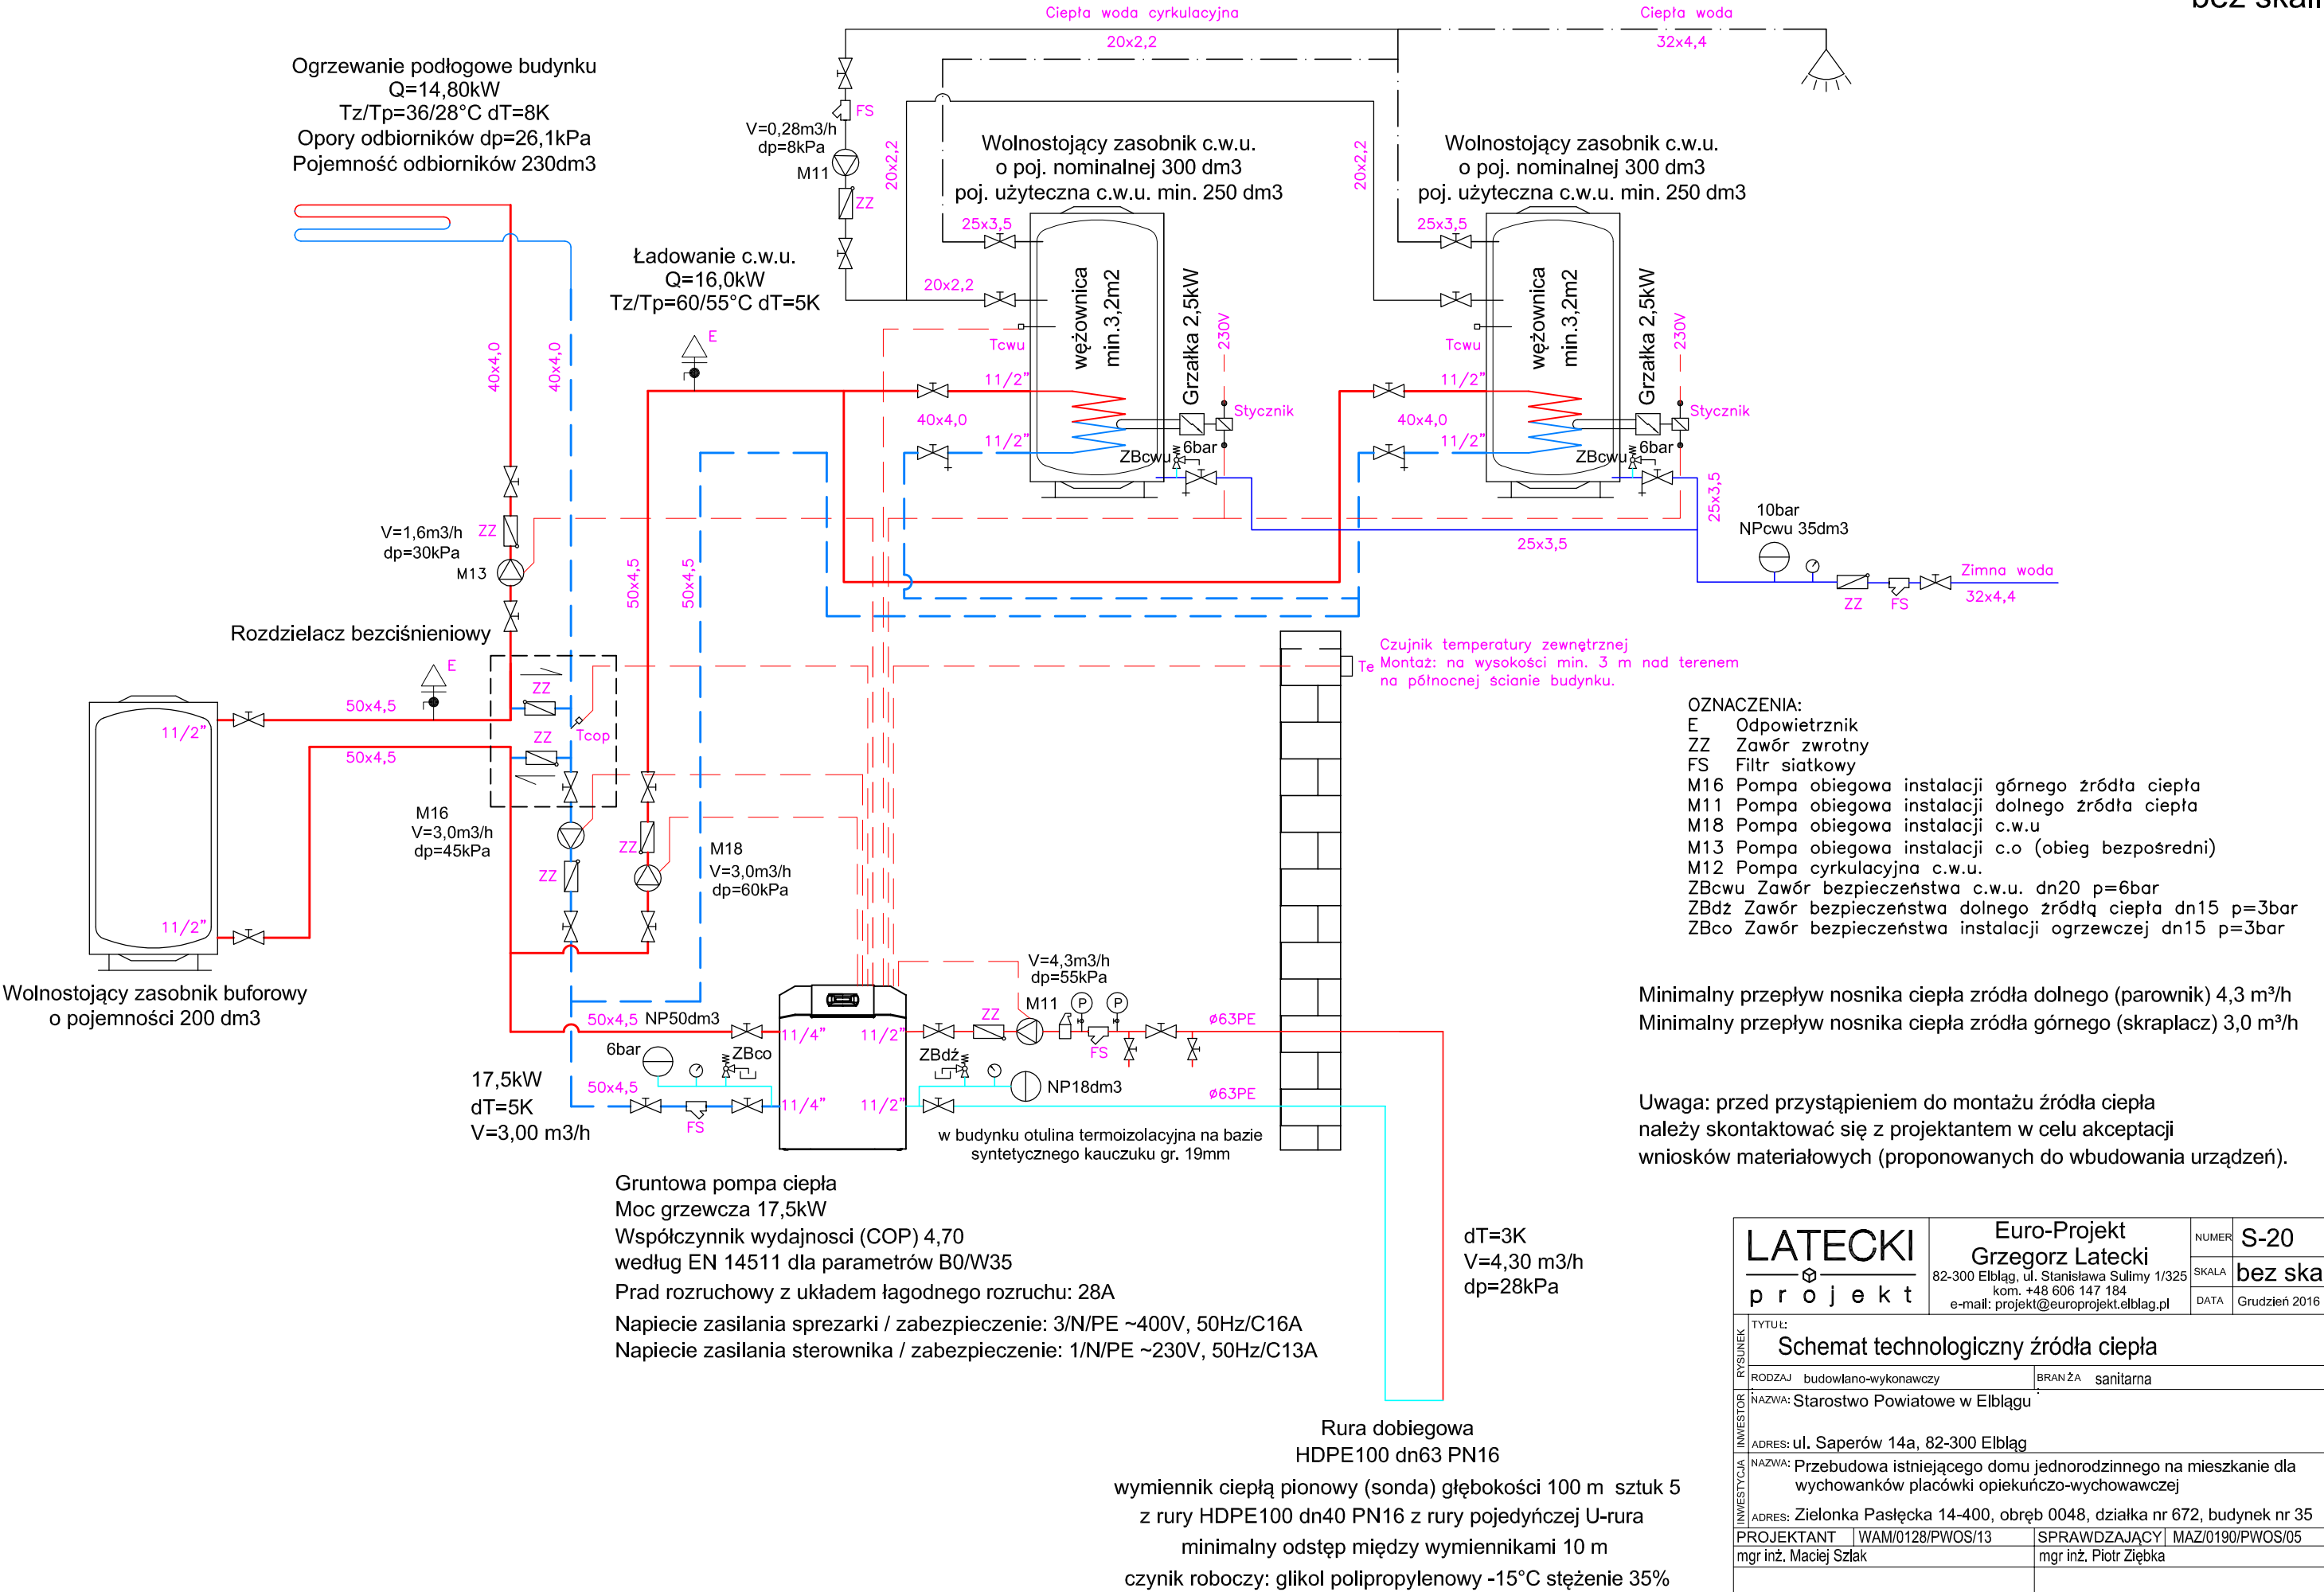 bez skali
Ciepła woda cyrkulacyjna
20x2,2
Ciepła woda
32x4,4
Ogrzewanie podłogowe budynku
Q=14,80kW
Tz/Tp=36/28°C dT=8K
Opory odbiorników dp=26,1kPa
Pojemność odbiorników 230dm3
FS
V=0,28m3/h
dp=8kPa
M11
ZZ
20x2,2
20x2,2
Wolnostojący zasobnik c.w.u.
o poj. nominalnej 300 dm3
poj. użyteczna c.w.u. min. 250 dm3
Wolnostojący zasobnik c.w.u.
o poj. nominalnej 300 dm3
poj. użyteczna c.w.u. min. 250 dm3
25x3,5
25x3,5
Ładowanie c.w.u.
Q=16,0kW
Tz/Tp=60/55°C dT=5K
20x2,2
E
Tcwu
wężownica
min.3,2m2
Grzałka 2,5kW
230V
Tcwu
wężownica
min.3,2m2
Grzałka 2,5kW
230V
40x4,0
40x4,0
11/2"
40x4,0
11/2"
Stycznik
ZBcwu
6bar
11/2"
40x4,0
11/2"
Stycznik
ZBcwu
6bar
25x3,5
25x3,5
10bar
NPcwu 35dm3
Zimna woda
32x4,4
ZZ
FS
V=1,6m3/h
dp=30kPa
ZZ
M13
50x4,5
50x4,5
Rozdzielacz bezciśnieniowy
E
50x4,5
11/2"
50x4,5
11/2"
ZZ
ZZ
Tcop
Te
Czujnik temperatury zewnętrznej
Montaż: na wysokości min. 3 m nad terenem
na północnej ścianie budynku.
M16
V=3,0m3/h
dp=45kPa
ZZ
ZZ
M18
V=3,0m3/h
dp=60kPa
Wolnostojący zasobnik buforowy
o pojemności 200 dm3
OZNACZENIA:
E Odpowietrznik
ZZ Zawór zwrotny
FS Filtr siatkowy
M16 Pompa obiegowa instalacji górnego źródła ciepła
M11 Pompa obiegowa instalacji dolnego źródła ciepła
M18 Pompa obiegowa instalacji c.w.u
M13 Pompa obiegowa instalacji c.o (obieg bezpośredni)
M12 Pompa cyrkulacyjna c.w.u.
ZBcwu Zawór bezpieczeństwa c.w.u. dn20 p=6bar
ZBdź Zawór bezpieczeństwa dolnego źródłą ciepła dn15 p=3bar
ZBco Zawór bezpieczeństwa instalacji ogrzewczej dn15 p=3bar
Minimalny przepływ nosnika ciepła zródła dolnego (parownik) 4,3 m³/h
Minimalny przepływ nosnika ciepła zródła górnego (skraplacz) 3,0 m³/h
Uwaga: przed przystąpieniem do montażu źródła ciepła
należy skontaktować się z projektantem w celu akceptacji
wniosków materiałowych (proponowanych do wbudowania urządzeń).
50x4,5
NP50dm3
6bar
ZBco
50x4,5
FS
11/4"
11/4"
11/2"
11/2"
17,5kW
dT=5K
V=3,00 m3/h
V=4,3m3/h
dp=55kPa
M11
P
P
ZZ
FS
ø63PE
ZBdź
NP18dm3
ø63PE
w budynku otulina termoizolacyjna na bazie
syntetycznego kauczuku gr. 19mm
Gruntowa pompa ciepła
Moc grzewcza 17,5kW
Współczynnik wydajnosci (COP) 4,70
według EN 14511 dla parametrów B0/W35
Prad rozruchowy z układem łagodnego rozruchu: 28A
Napiecie zasilania sprezarki / zabezpieczenie: 3/N/PE ~400V, 50Hz/C16A
Napiecie zasilania sterownika / zabezpieczenie: 1/N/PE ~230V, 50Hz/C13A
dT=3K
V=4,30 m3/h
dp=28kPa
Rura dobiegowa
HDPE100 dn63 PN16
wymiennik ciepłą pionowy (sonda) głębokości 100 m sztuk 5
z rury HDPE100 dn40 PN16 z rury pojedyńczej U-rura
minimalny odstęp między wymiennikami 10 m
czynik roboczy: glikol polipropylenowy -15°C stężenie 35%
LATECKI
projekt
Euro-Projekt
Grzegorz Latecki
82-300 Elbląg, ul. Stanisława Sulimy 1/325
kom. +48 606 147 184
e-mail: projekt@europrojekt.elblag.pl
NUMER S-20
SKALA bez ska
DATA Grudzień 2016
RYSUNEK
TYTUŁ:
Schemat technologiczny źródła ciepła
RODZAJ: budowlano-wykonawczy
BRANŻA: sanitarna
INWESTOR
NAZWA: Starostwo Powiatowe w Elblągu
ADRES: ul. Saperów 14a, 82-300 Elbląg
INWESTYCJA
NAZWA: Przebudowa istniejącego domu jednorodzinnego na mieszkanie dla
wychowanków placówki opiekuńczo-wychowawczej
ADRES: Zielonka Pasłęcka 14-400, obręb 0048, działka nr 672, budynek nr 35
PROJEKTANT WAM/0128/PWOS/13 SPRAWDZAJĄCY MAZ/0190/PWOS/05
mgr inż. Maciej Szlak mgr inż. Piotr Ziębka